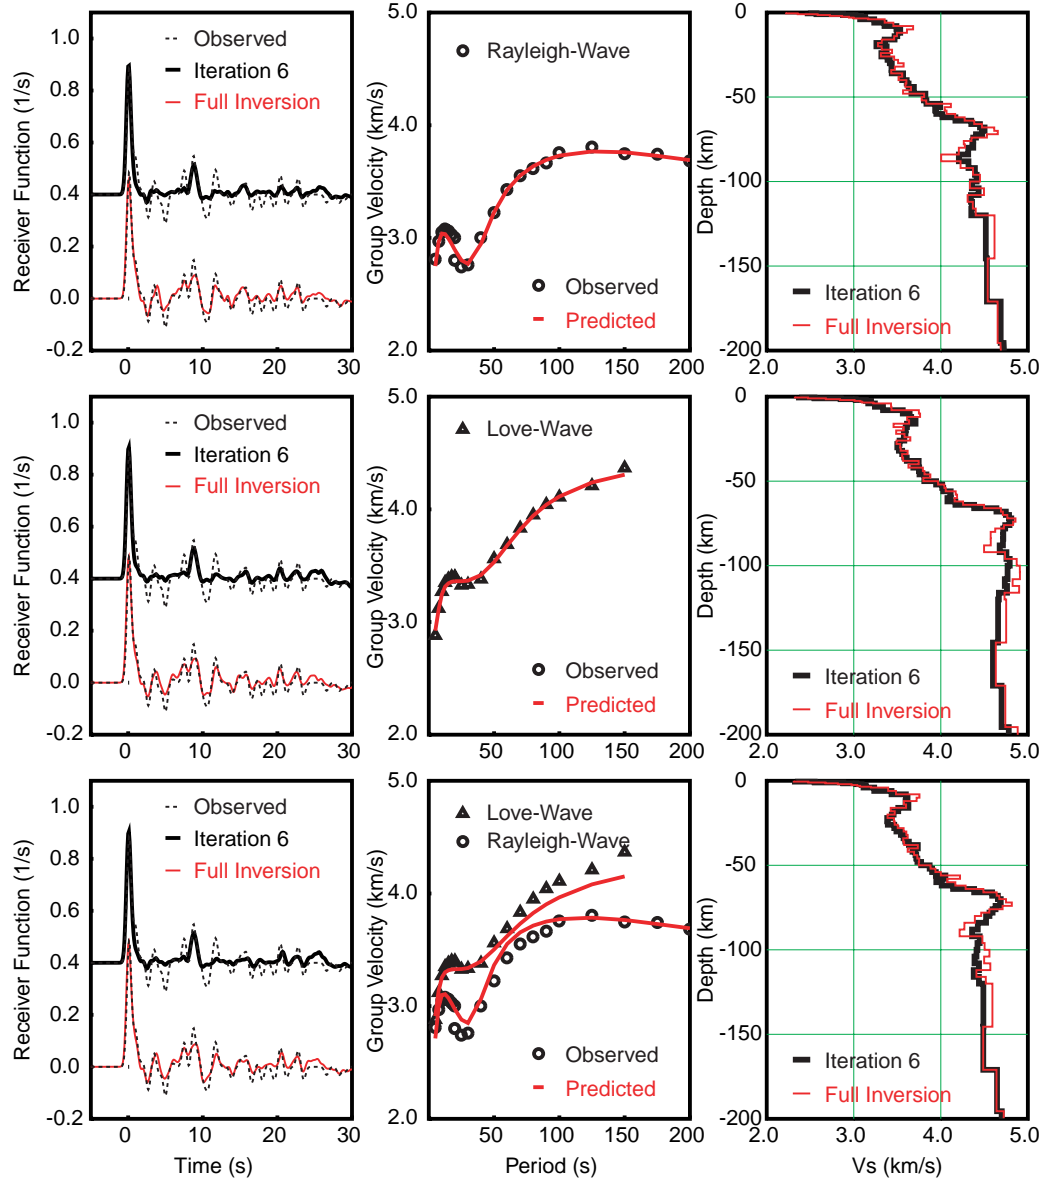 Receiver Function (1/s)
1.0
0.8
0.6
0.4
0.2
0.0
-0.2
0
10
20
30
Observed
Iteration 6
Full Inversion
Group Velocity (km/s)
5.0
4.0
3.0
2.0
50
100
150
200
Rayleigh-Wave
Observed
Predicted
Depth (km)
0
-50
-100
-150
-200
2.0
3.0
4.0
5.0
Iteration 6
Full Inversion
Receiver Function (1/s)
1.0
0.8
0.6
0.4
0.2
0.0
-0.2
0
10
20
30
Observed
Iteration 6
Full Inversion
Group Velocity (km/s)
5.0
4.0
3.0
2.0
50
100
150
200
Love-Wave
Observed
Predicted
Depth (km)
0
-50
-100
-150
-200
2.0
3.0
4.0
5.0
Iteration 6
Full Inversion
Receiver Function (1/s)
1.0
0.8
0.6
0.4
0.2
0.0
-0.2
0
10
20
30
Time (s)
Observed
Iteration 6
Full Inversion
Group Velocity (km/s)
5.0
4.0
3.0
2.0
50
100
150
200
Period (s)
Love-Wave
Rayleigh-Wave
Observed
Predicted
Depth (km)
0
-50
-100
-150
-200
2.0
3.0
4.0
5.0
Vs (km/s)
Iteration 6
Full Inversion